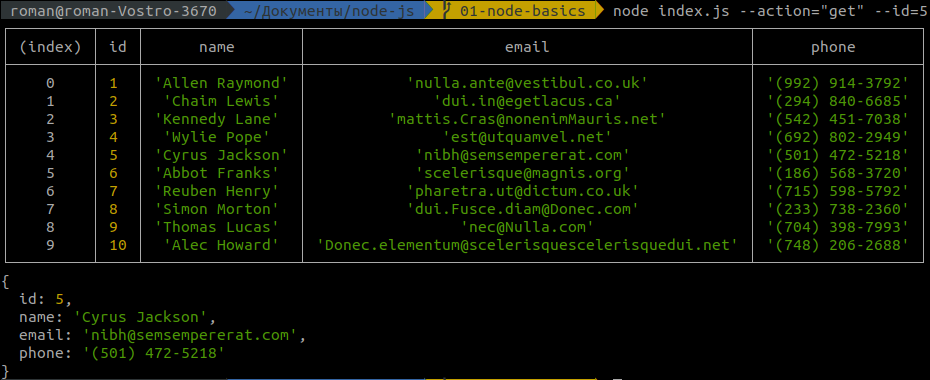 roman@roman-Vostro-3670 ~/Документы/node-js 01-node-basics node index.js --action="get" --id=5
(index) id name email phone
0 1 'Allen Raymond' 'nulla.ante@vestibul.co.uk' '(992) 914-3792'
1 2 'Chaim Lewis' 'dui.in@egetlacus.ca' '(294) 840-6685'
2 3 'Kennedy Lane' 'mattis.Cras@nonenimMauris.net' '(542) 451-7038'
3 4 'Wylie Pope' 'est@utquamvel.net' '(692) 802-2949'
4 5 'Cyrus Jackson' 'nibh@semsempererat.com' '(501) 472-5218'
5 6 'Abbot Franks' 'scelerisque@magnis.org' '(186) 568-3720'
6 7 'Reuben Henry' 'pharetra.ut@dictum.co.uk' '(715) 598-5792'
7 8 'Simon Morton' 'dui.Fusce.diam@Donec.com' '(233) 738-2360'
8 9 'Thomas Lucas' 'nec@Nulla.com' '(704) 398-7993'
9 10 'Alec Howard' 'Donec.elementum@scelerisquescelerisquedui.net' '(748) 206-2688'
{
id: 5,
name: 'Cyrus Jackson',
email: 'nibh@semsempererat.com',
phone: '(501) 472-5218'
}